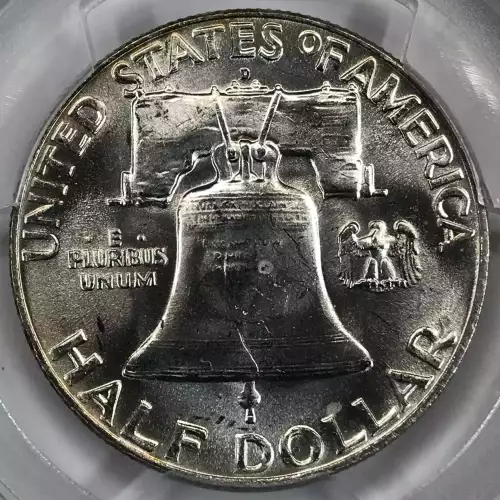 UNITED STATES OF AMERICA
D
· E ·
PLURIBUS
UNUM
HALF DOLLAR